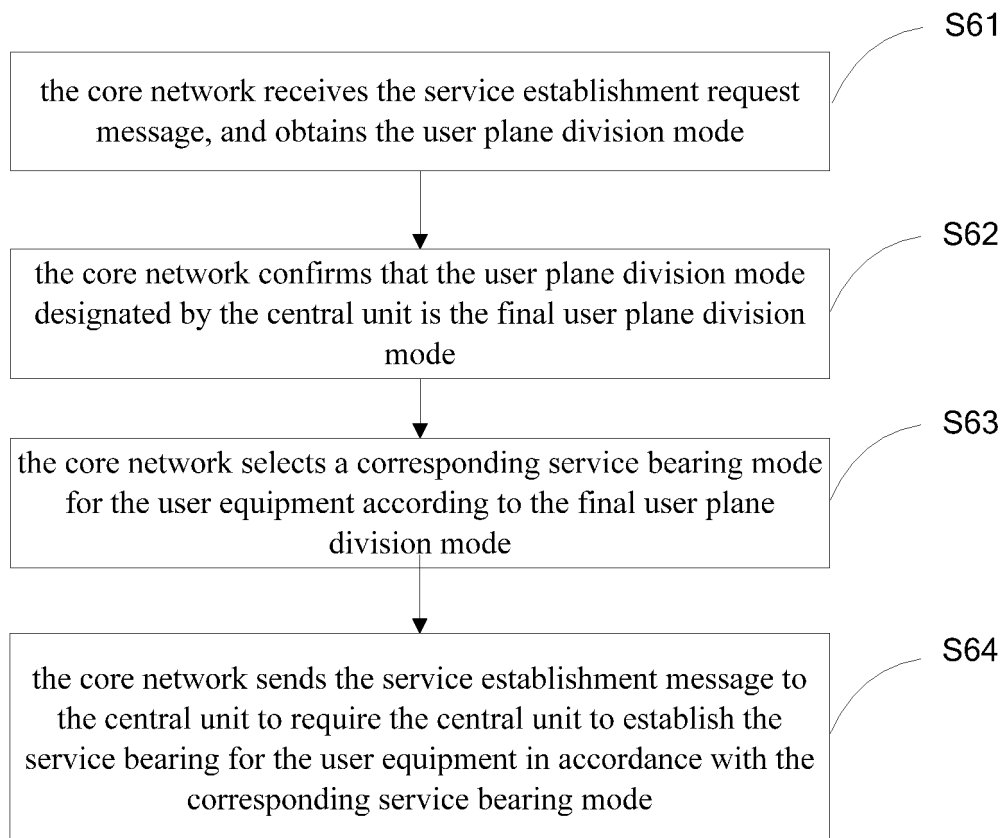 S61
the core network receives the service establishment request
message, and obtains the user plane division mode
S62
the core network confirms that the user plane division mode
designated by the central unit is the final user plane division
mode
S63
the core network selects a corresponding service bearing mode
for the user equipment according to the final user plane
division mode
S64
the core network sends the service establishment message to
the central unit to require the central unit to establish the
service bearing for the user equipment in accordance with the
corresponding service bearing mode